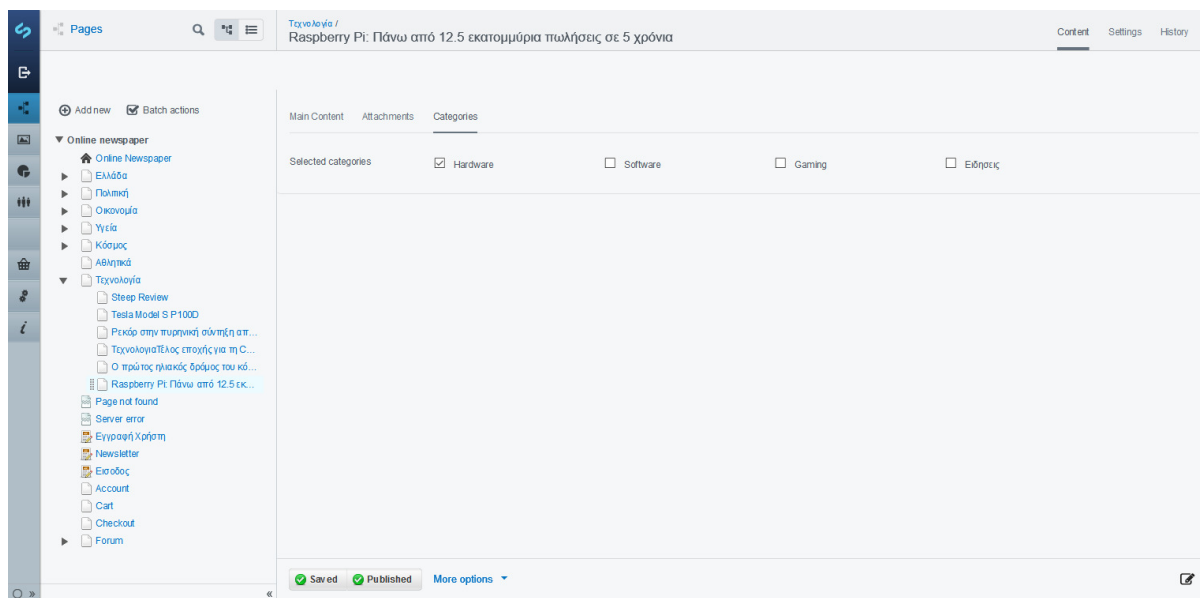 Pages
Τεχνολογία /
Raspberry Pi: Πάνω από 12.5 εκατομμύρια πωλήσεις σε 5 χρόνια
Content Settings History
Add new Batch actions
Main Content Attachments Categories
Selected categories Hardware Software Gaming Ειδησεις
Online newspaper
Online Newspaper
Ελλάδα
Πολιτική
Οικονομία
Υγεία
Κόσμος
Αθλητικά
Τεχνολογία
Steep Review
Tesla Model S P100D
Ρεκόρ στην πυρηνική σύντηξη απ...
ΤεχνολογιαΤέλος εποχής για τη C...
Ο πρώτος ηλιακός δρόμος του κό...
Raspberry Pi: Πάνω από 12.5 εκ...
Page not found
Server error
Εγγραφή Χρήστη
Newsletter
Εισοδος
Account
Cart
Checkout
Forum
Saved Published More options